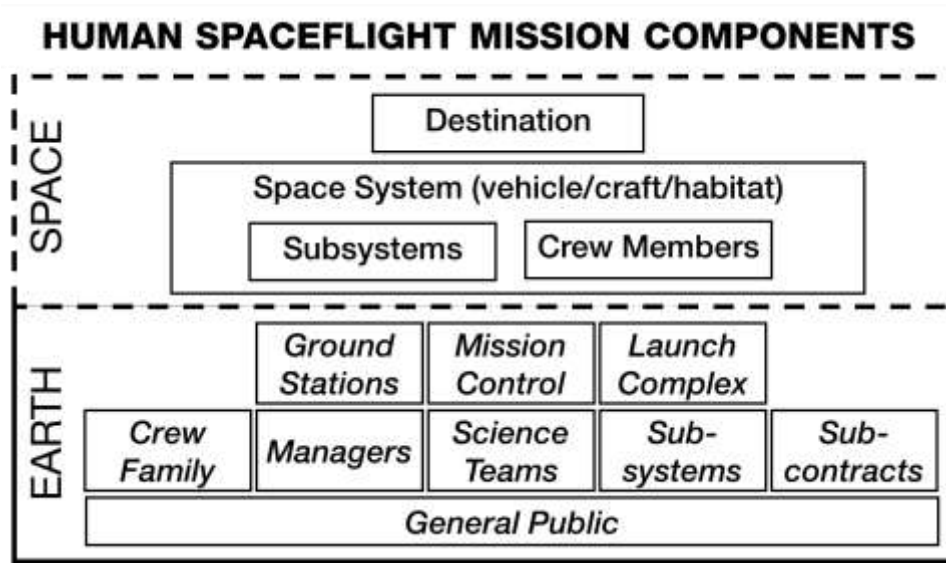 HUMAN SPACEFLIGHT MISSION COMPONENTS
SPACE
Destination
Space System (vehicle/craft/habitat)
Subsystems
Crew Members
EARTH
Ground
Stations
Mission
Control
Launch
Complex
Crew
Family
Managers
Science
Teams
Sub-
systems
Sub-
contracts
General Public